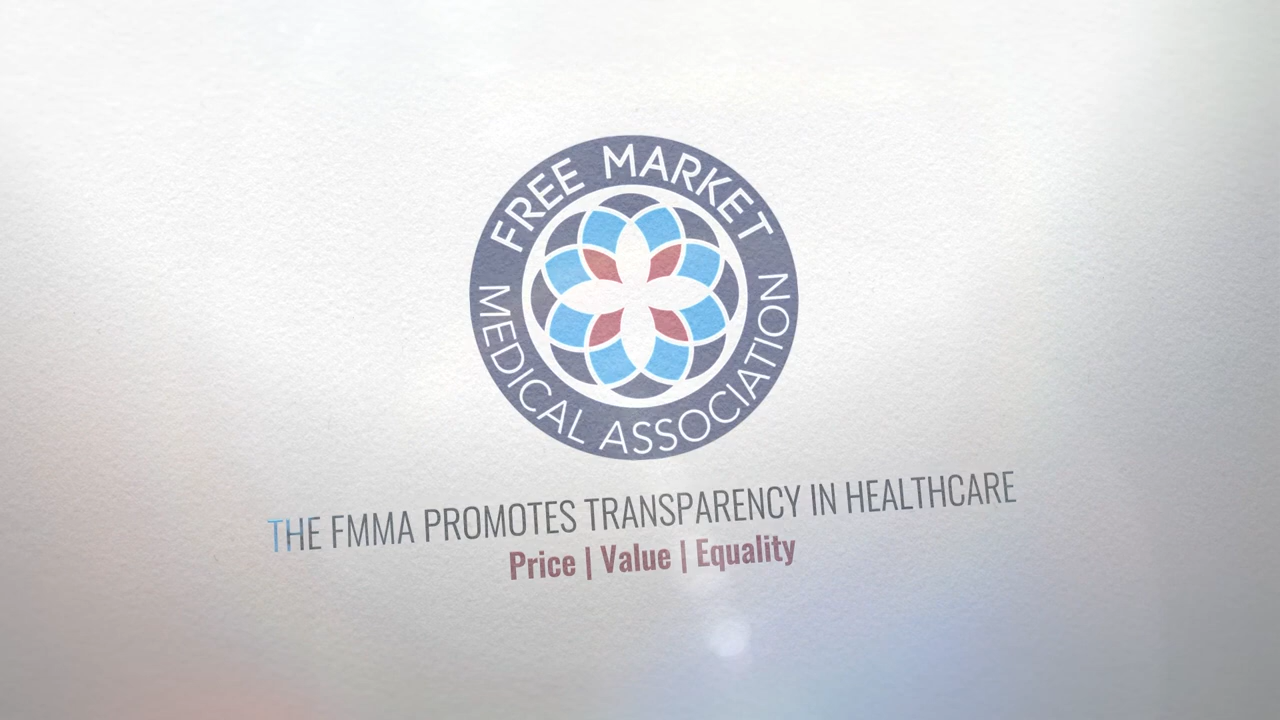 FREE MARKET
MEDICAL ASSOCIATION
THE FMMA PROMOTES TRANSPARENCY IN HEALTHCARE
Price | Value | Equality